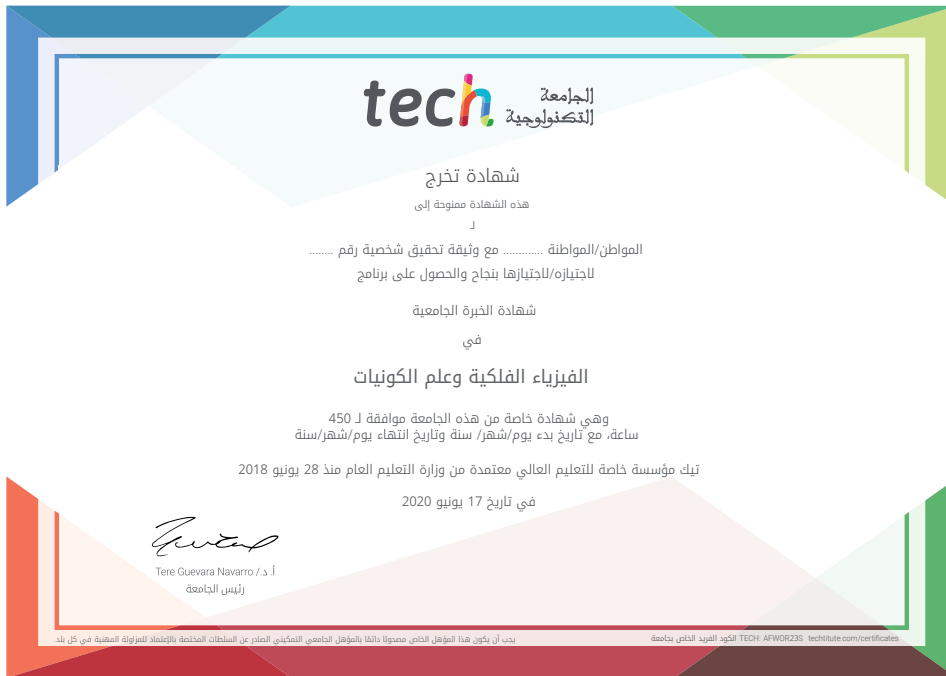 tech الجامعة
التكنولوجية
شهادة تخرج
هذه الشهادة ممنوحة إلى
لـ
المواطن/المواطنة ............. مع وثيقة تحقيق شخصية رقم ........
لاجتيازه/لاجتيازها بنجاح والحصول على برنامج
شهادة الخبرة الجامعية
في
الفيزياء الفلكية وعلم الكونيات
وهي شهادة خاصة من هذه الجامعة موافقة لـ 450
ساعة، مع تاريخ بدء يوم/شهر/ سنة وتاريخ انتهاء يوم/شهر/سنة
تيك مؤسسة خاصة للتعليم العالي معتمدة من وزارة التعليم العام منذ 28 يونيو 2018
في تاريخ 17 يونيو 2020
أ. د./ Tere Guevara Navarro
رئيس الجامعة
يجب أن يكون هذا المؤهل الخاص مصحوبًا دائمًا بالمؤهل الجامعي التمكيني الصادر عن السلطات المختصة بالإعتماد للمزاولة المهنية في كل بلد.
الكود الفريد الخاص بجامعة TECH: AFWOR23S techtitute.com/certificates